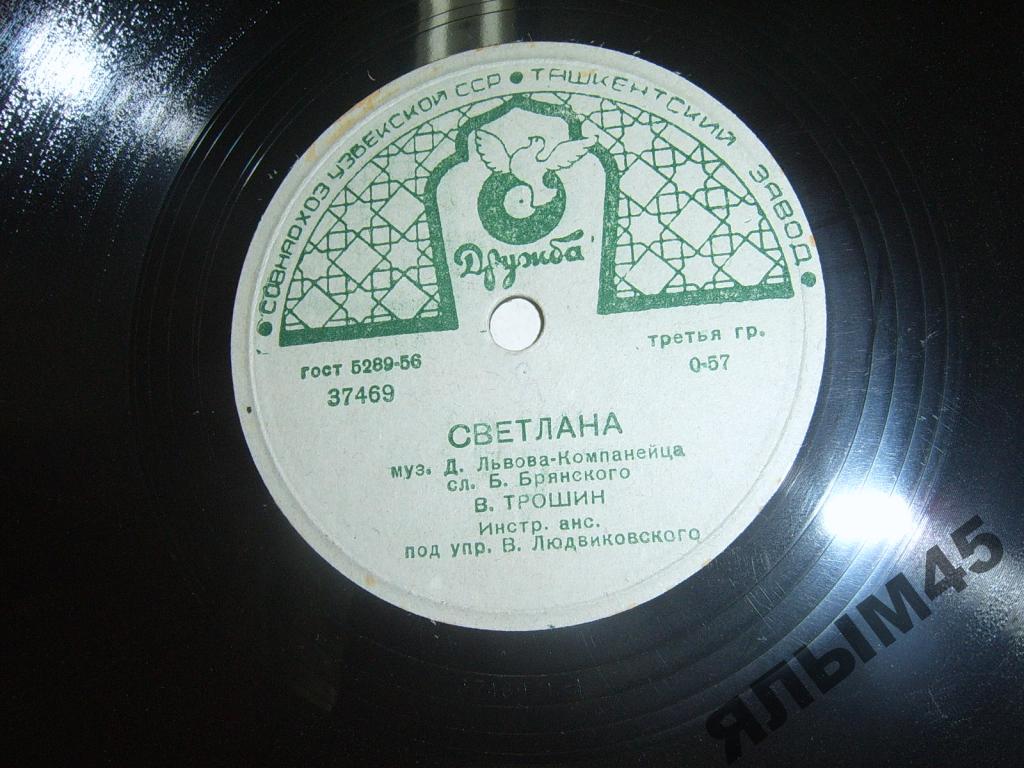 СОВНАРХОЗ УЗБЕКСКОЙ ССР • ТАШКЕНТСКИЙ ЗАВОД
Дружба
гост 5289-56
третья гр.
37469
0-57
СВЕТЛАНА
муз. Д. Львова-Компанейца
сл. Б. Брянского
В. ТРОШИН
Инстр. анс.
под упр. В. Людвиковского
ЯЛЫМ45